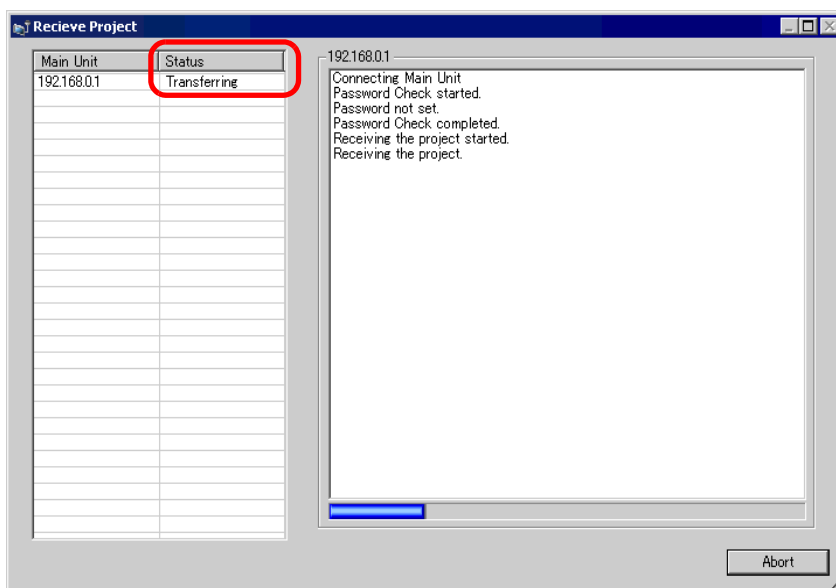 Recieve Project
Main Unit Status
192.168.0.1 Transferring
192.168.0.1
Connecting Main Unit
Password Check started.
Password not set.
Password Check completed.
Receiving the project started.
Receiving the project.
Abort